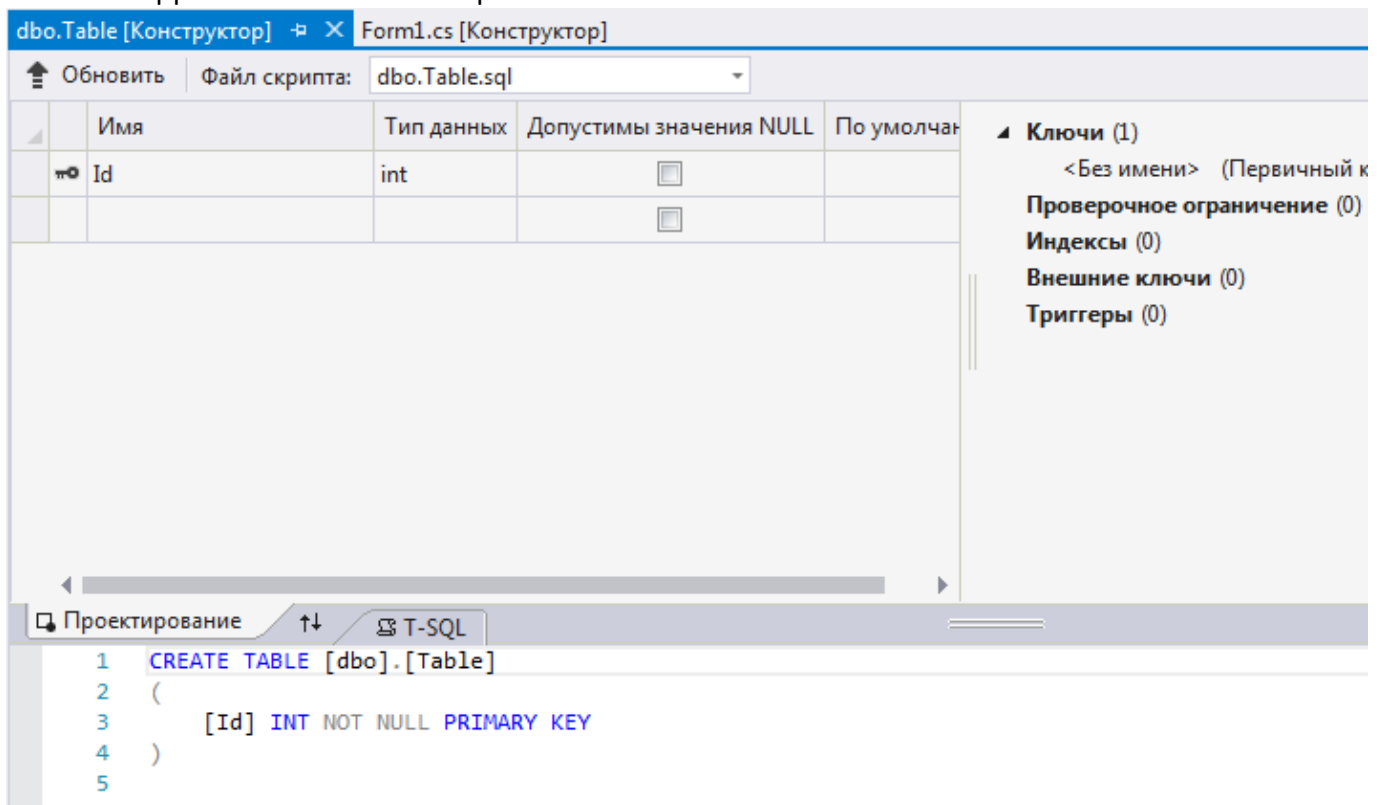 dbo.Table [Конструктор] Form1.cs [Конструктор]
Обновить Файл скрипта: dbo.Table.sql
Имя Тип данных Допустимы значения NULL По умолчан
Id int
Ключи (1)
<Без имени> (Первичный к
Проверочное ограничение (0)
Индексы (0)
Внешние ключи (0)
Триггеры (0)
Проектирование T-SQL
1 CREATE TABLE [dbo].[Table]
2 (
3 [Id] INT NOT NULL PRIMARY KEY
4 )
5